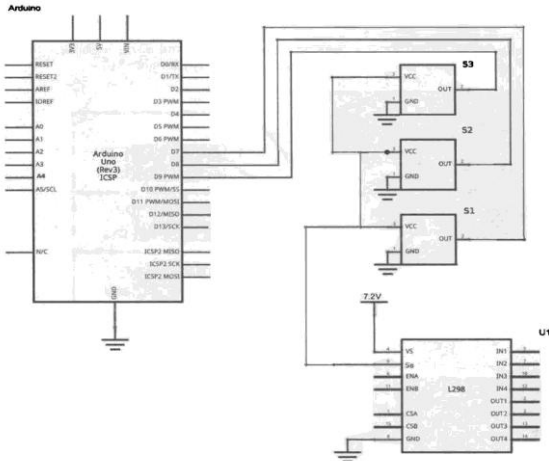 Arduino
3V3
5V
VIN
RESET
RESET2
AREF
IOREF
A0
A1
A2
A3
A4
A5/SCL
N/C
Arduino
Uno
(Rev3)
ICSP
D0/RX
D1/TX
D2
D3 PWM
D4
D5 PWM
D6 PWM
D7
D8
D9 PWM
D10 PWM/SS
D11 PWM/MOSI
D12/MISO
D13/SCK
ICSP2 MISO
ICSP2 SCK
ICSP2 MOSI
GND
S3
VCC
OUT
GND
S2
VCC
OUT
GND
S1
VCC
OUT
GND
7.2V
U1
VS
ENA
ENB
CSA
CSB
GND
L298
IN1
IN2
IN3
IN4
OUT1
OUT2
OUT3
OUT4